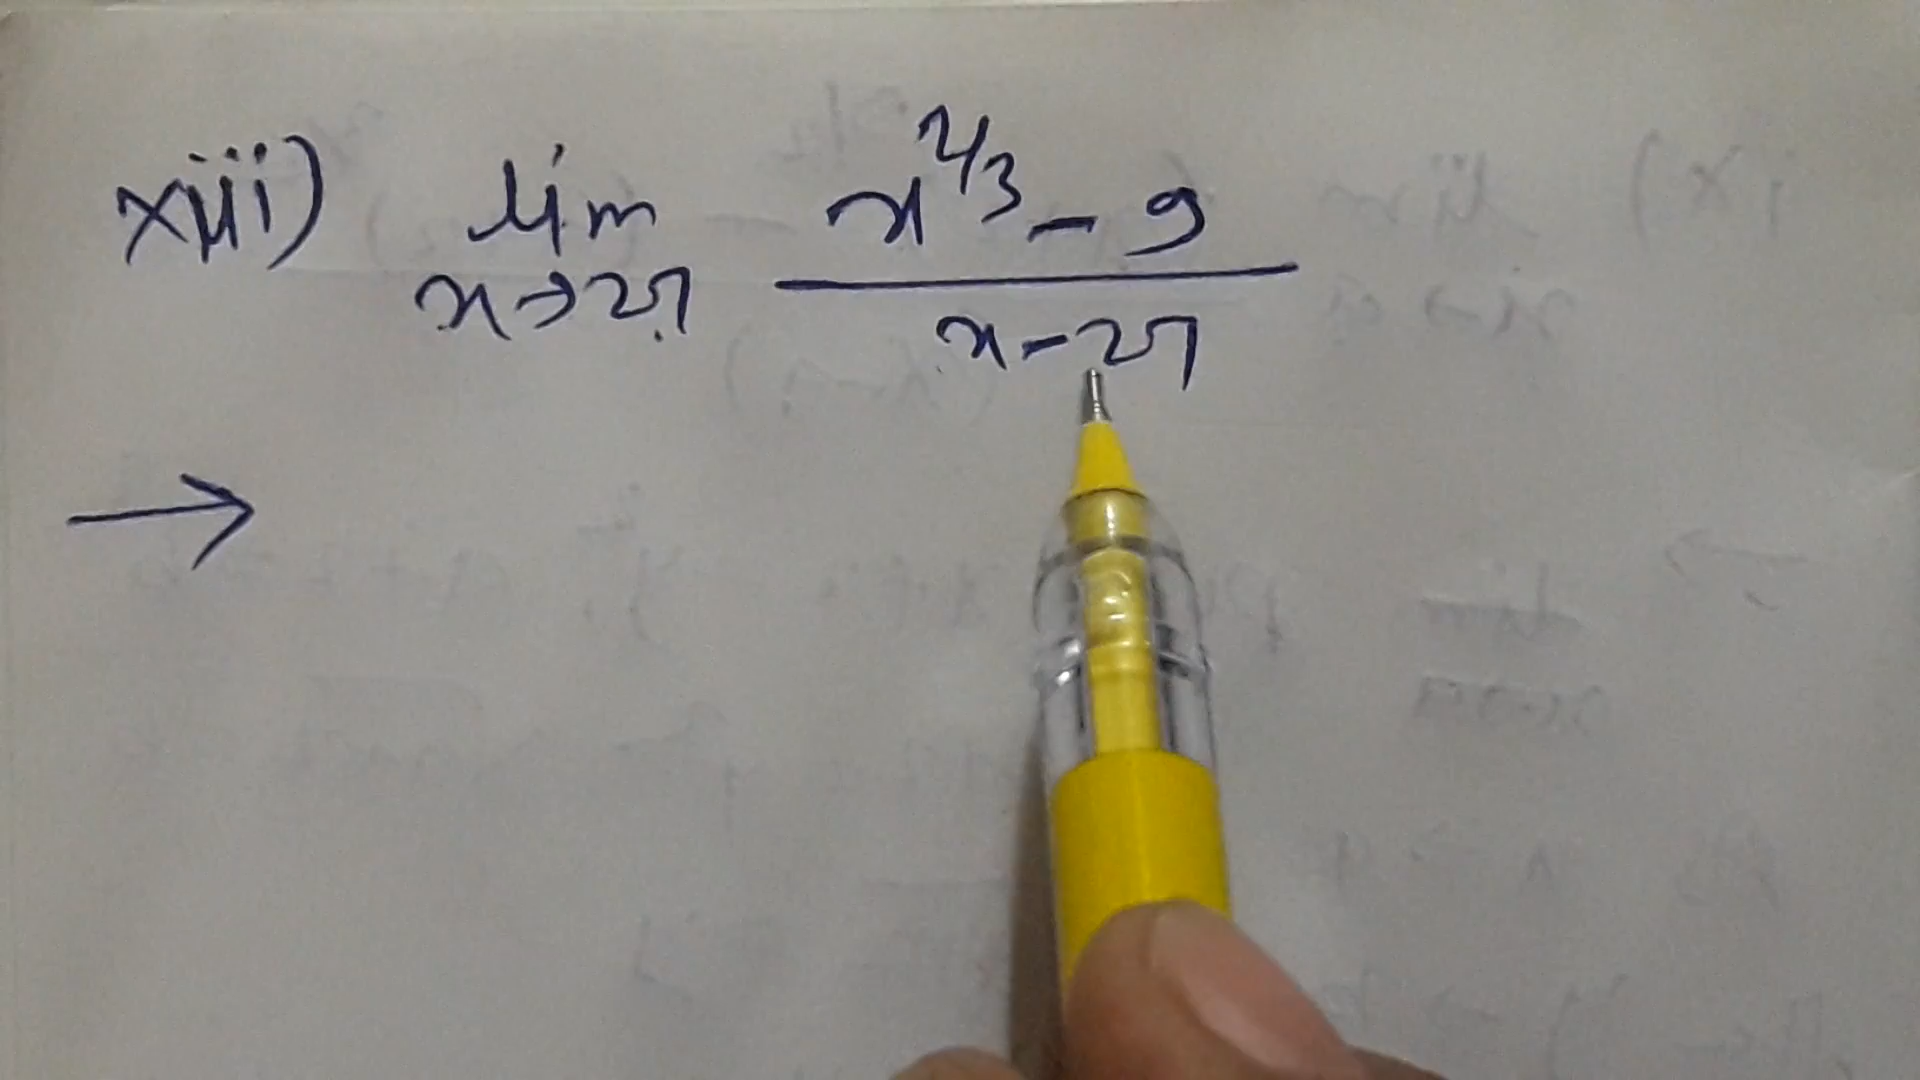 xiii) lim x^2/3 - 9
x→27 x - 27
→